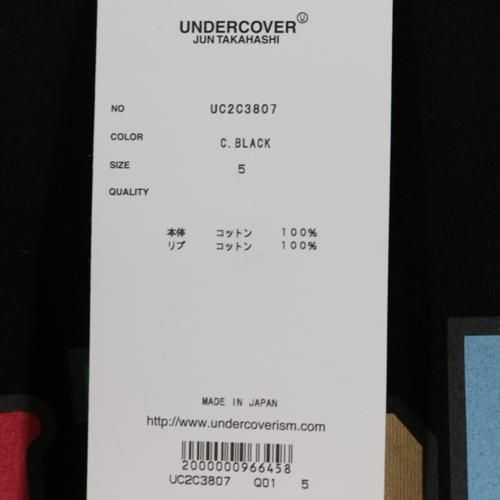 UNDERCOVER Ⓤ
JUN TAKAHASHI
NO UC2C3807
COLOR C.BLACK
SIZE 5
QUALITY
本体 コットン 100%
リブ コットン 100%
MADE IN JAPAN
http://www.undercoverism.com/
2000000966458
UC2C3807 Q01 5